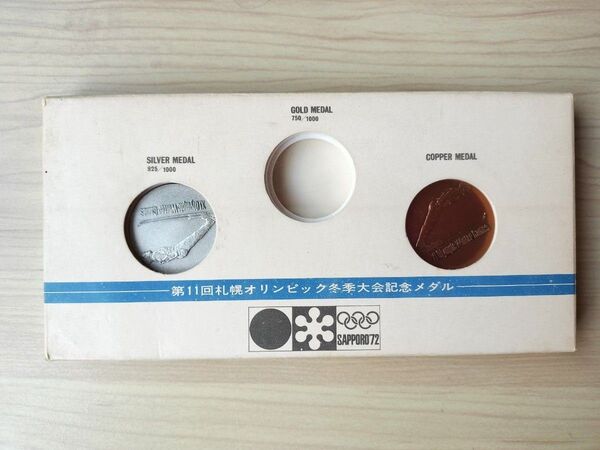 GOLD MEDAL
750/1000
SILVER MEDAL
925/1000
COPPER MEDAL
第11回札幌オリンピック冬季大会記念メダル
SAPPORO'72